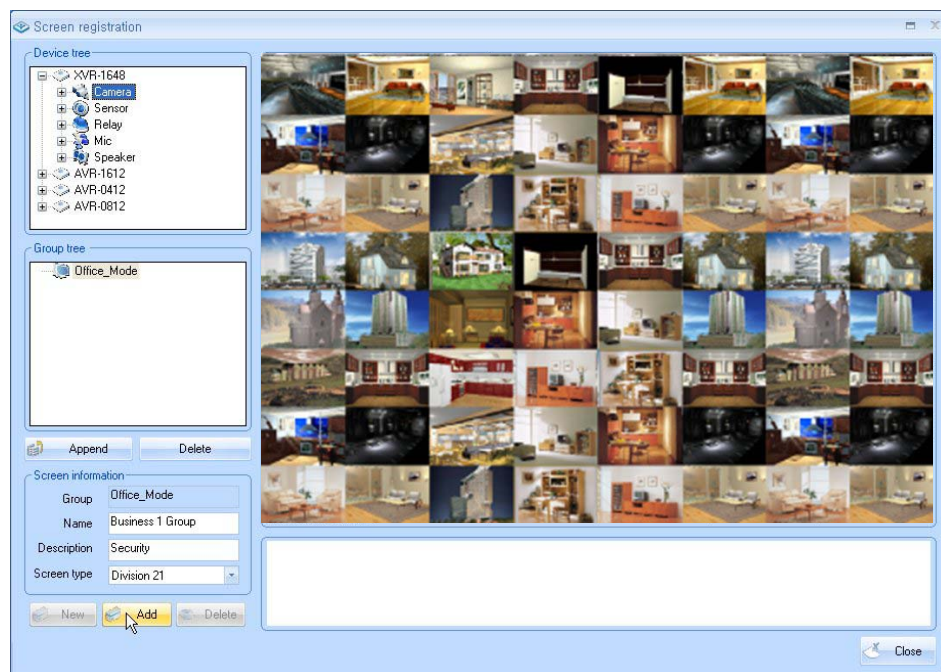 Screen registration
Device tree
XVR-1648
Camera
Sensor
Relay
Mic
Speaker
AVR-1612
AVR-0412
AVR-0812
Group tree
Office_Mode
Append Delete
Screen information
Group Office_Mode
Name Business 1 Group
Description Security
Screen type Division 21
New Add Delete
Close